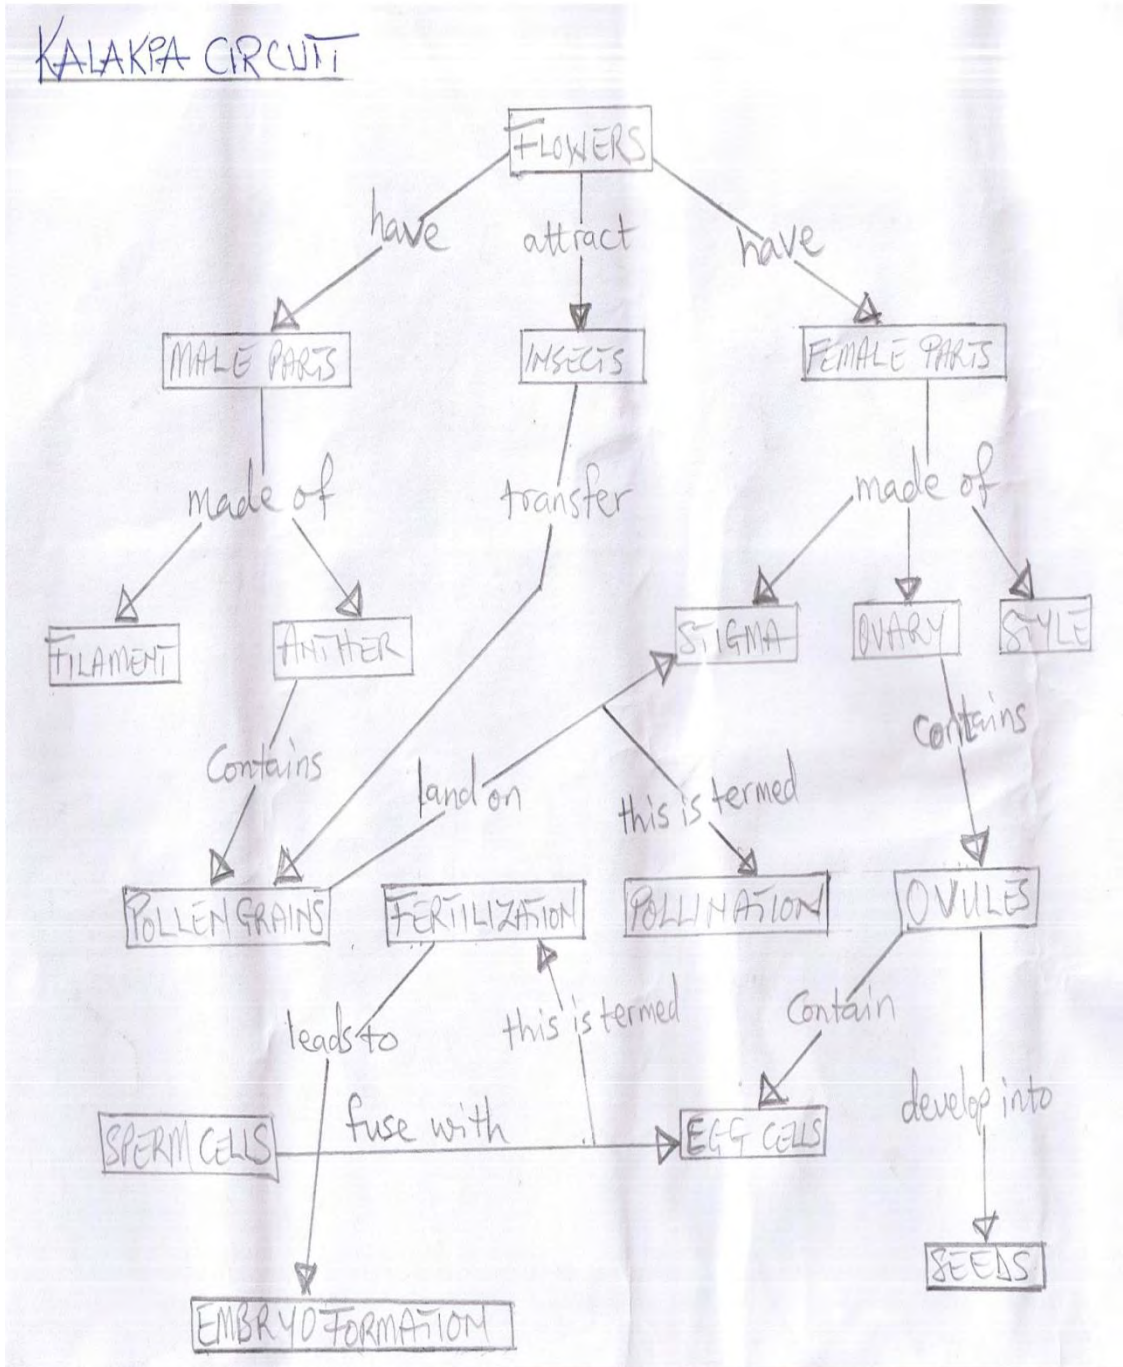 KALAKPA CIRCUIT
FLOWERS
have
attract
have
MALE PARTS
INSECTS
FEMALE PARTS
made of
transfer
made of
FILAMENT
ANTHER
STIGMA
OVARY
STYLE
Contains
land on
this is termed
Contains
POLLEN GRAINS
FERTILIZATION
POLLINATION
OVULES
leads to
this is termed
Contain
develop into
SPERM CELLS
fuse with
EGG CELLS
SEEDS
EMBRYO FORMATION